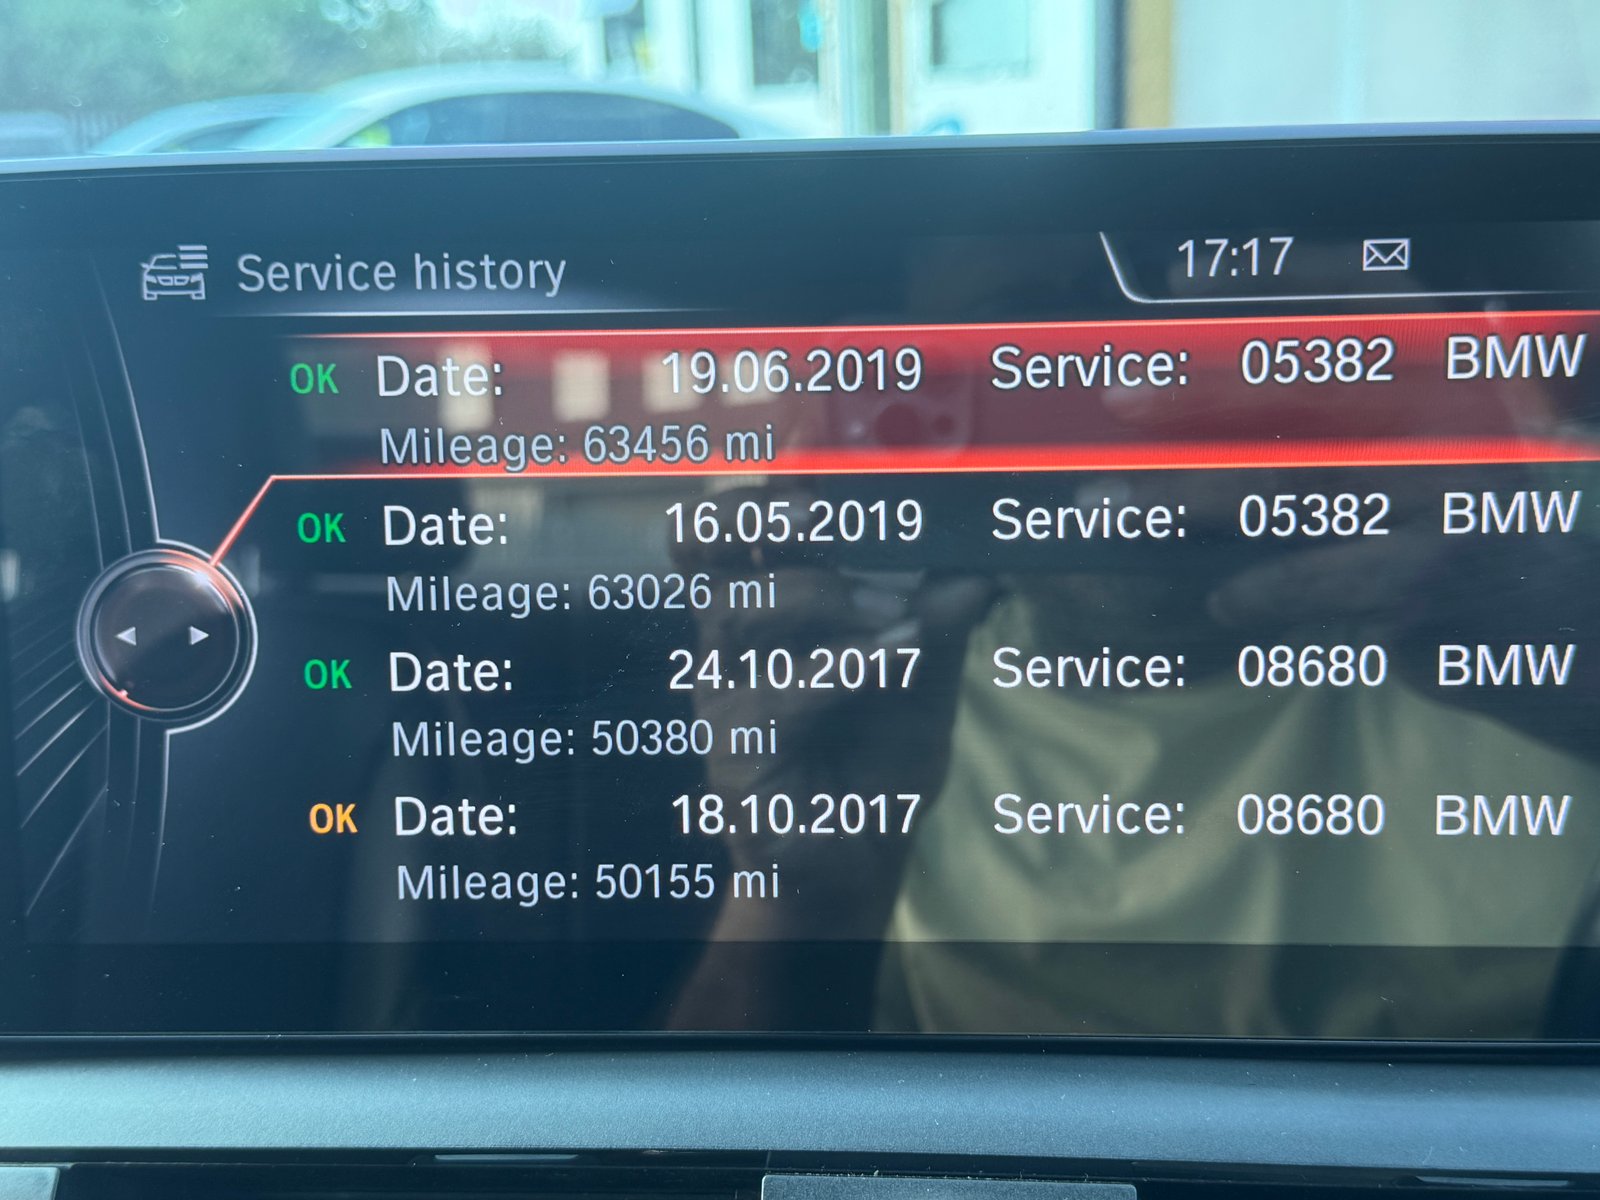 Service history 17:17
OK Date: 19.06.2019 Service: 05382 BMW
Mileage: 63456 mi
OK Date: 16.05.2019 Service: 05382 BMW
Mileage: 63026 mi
OK Date: 24.10.2017 Service: 08680 BMW
Mileage: 50380 mi
OK Date: 18.10.2017 Service: 08680 BMW
Mileage: 50155 mi